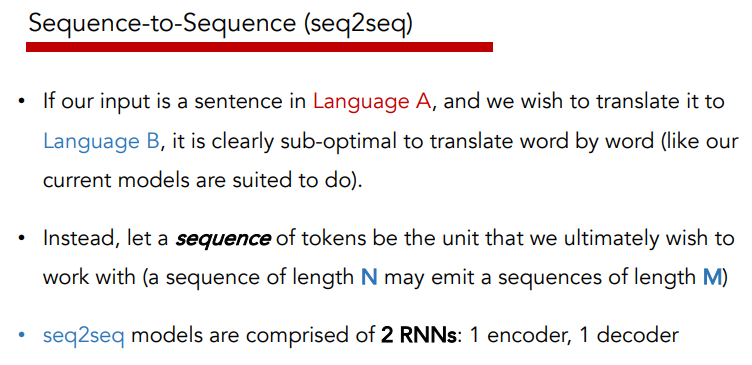 Sequence-to-Sequence (seq2seq)
• If our input is a sentence in Language A, and we wish to translate it to
Language B, it is clearly sub-optimal to translate word by word (like our
current models are suited to do).
• Instead, let a sequence of tokens be the unit that we ultimately wish to
work with (a sequence of length N may emit a sequences of length M)
• seq2seq models are comprised of 2 RNNs: 1 encoder, 1 decoder